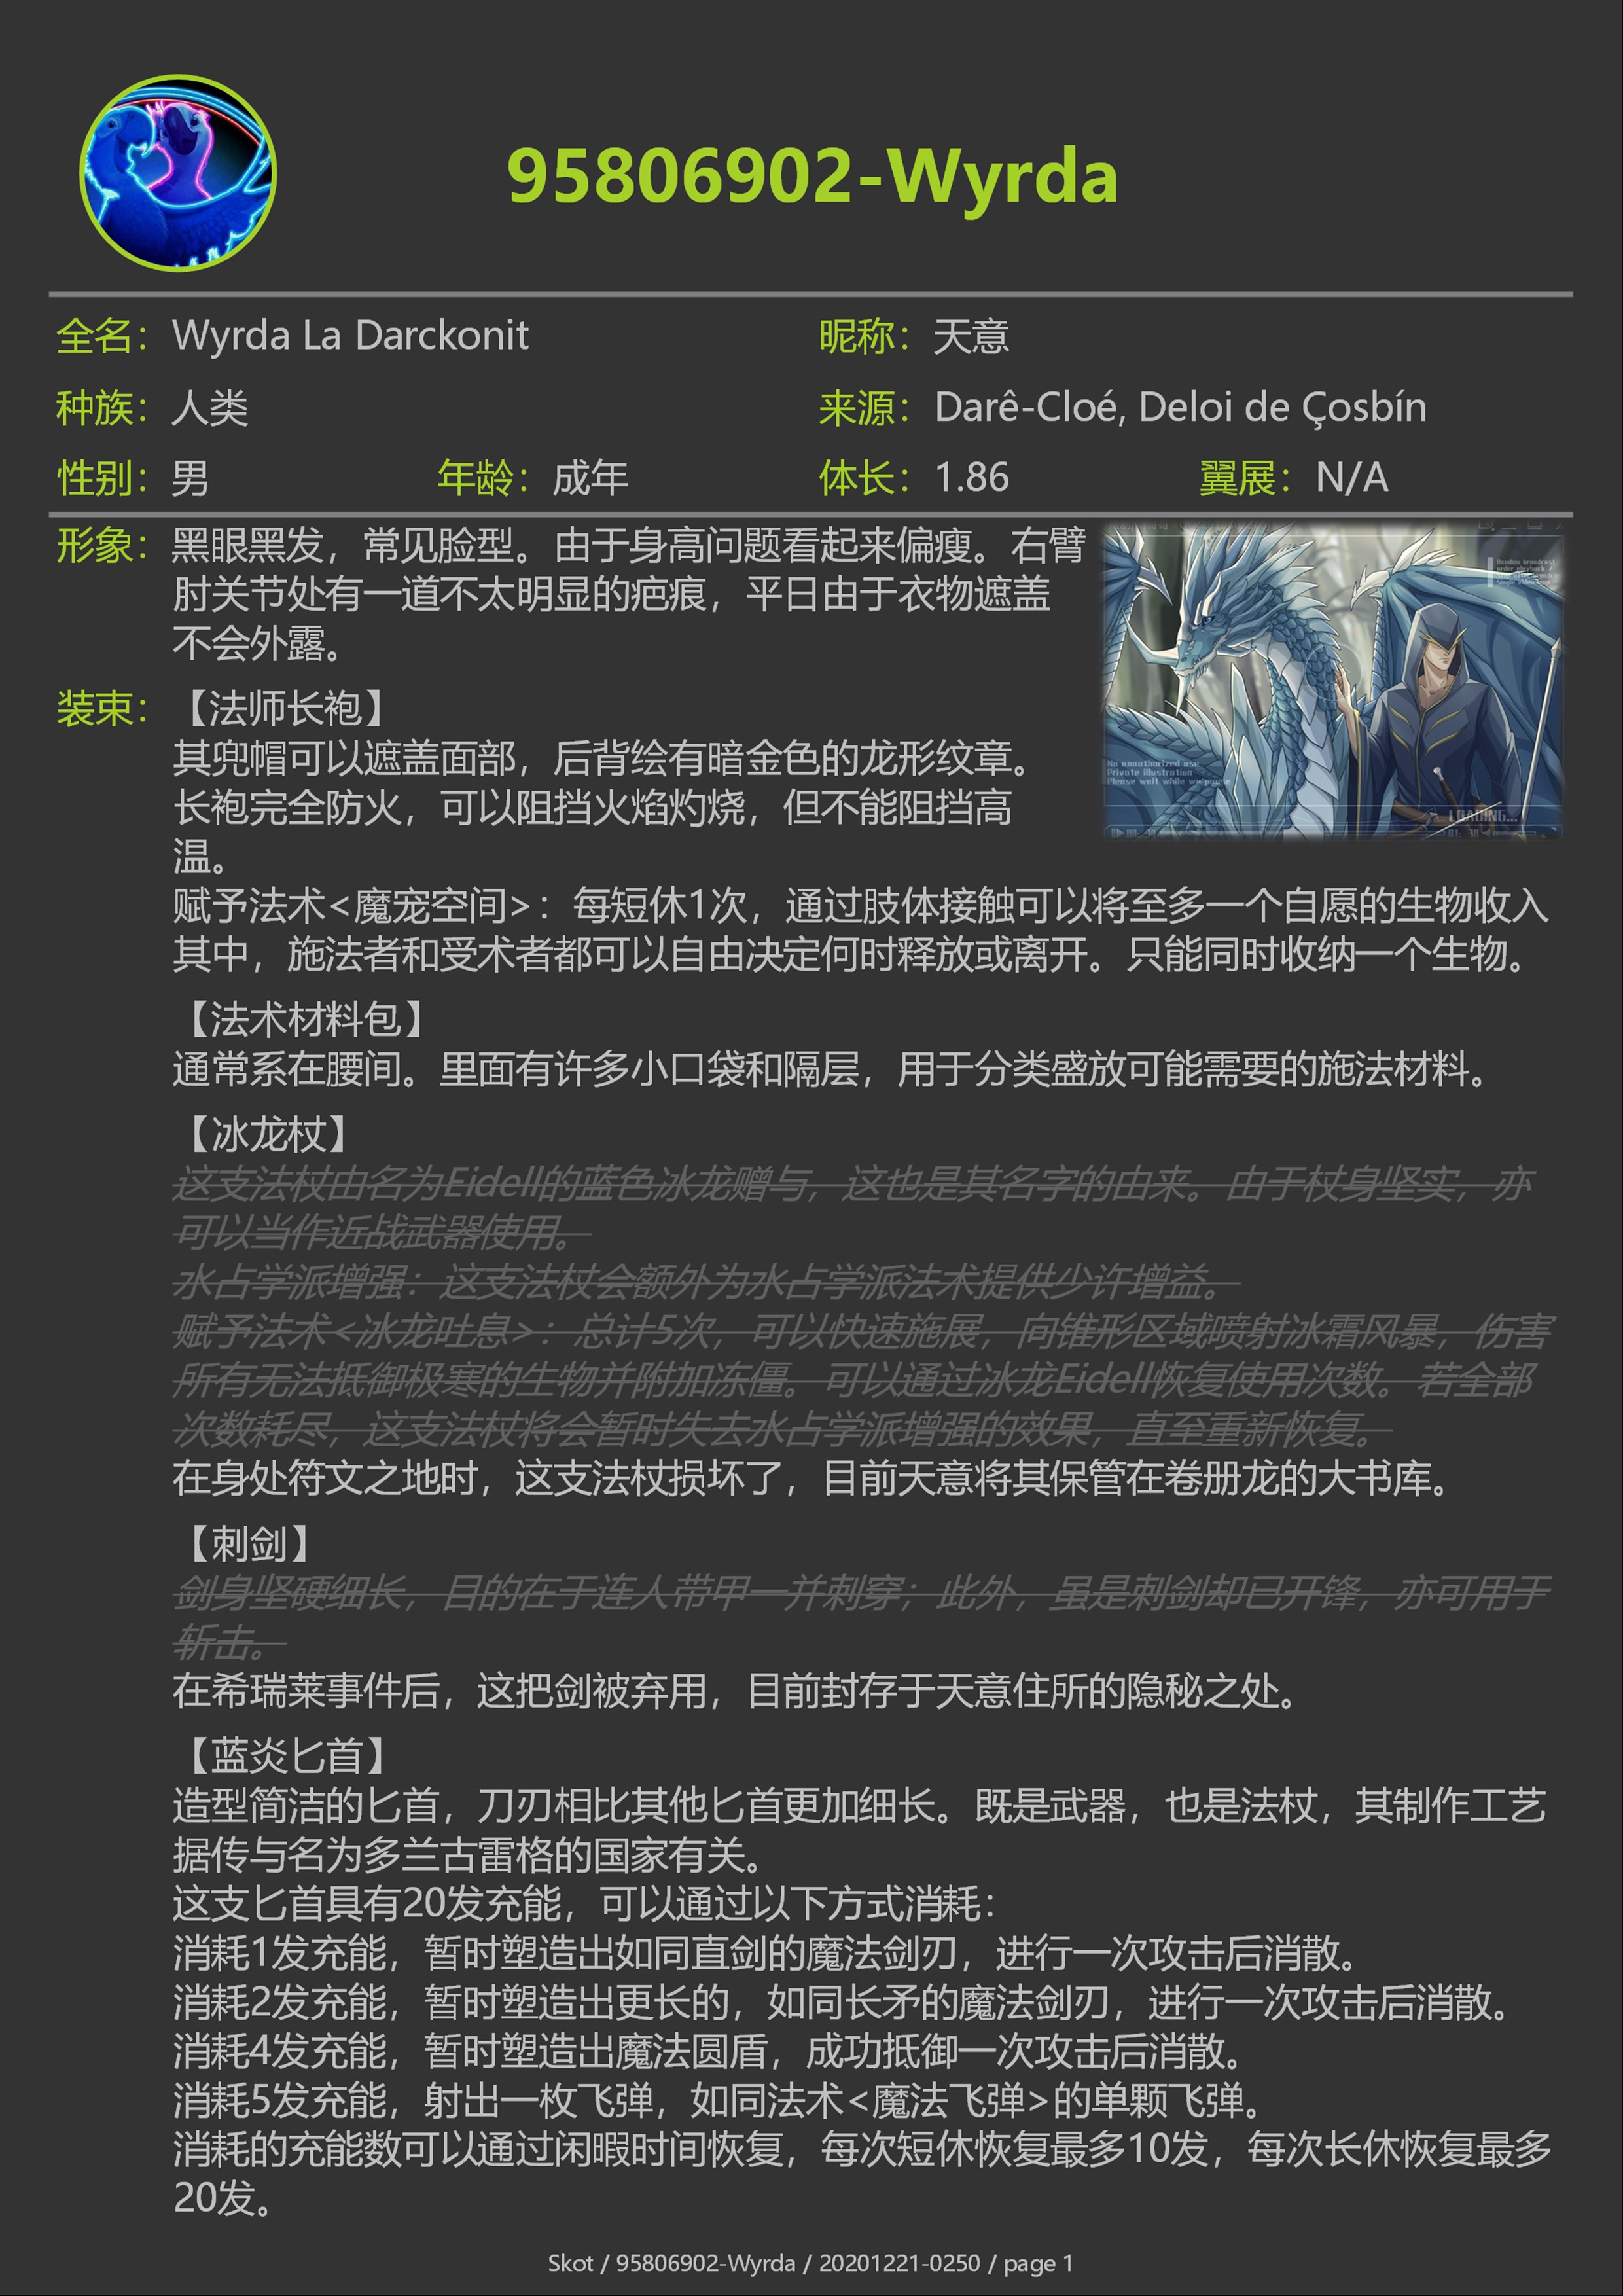 95806902-Wyrda
全名：Wyrda La Darckonit 昵称：天意
种族：人类 来源：Darê-Cloé, Deloi de Çosbín
性别：男 年龄：成年 体长：1.86 翼展：N/A
形象：黑眼黑发，常见脸型。由于身高问题看起来偏瘦。右臂
肘关节处有一道不太明显的疤痕，平日由于衣物遮盖
不会外露。
No unauthorized use
Private illustration
Please wait while we prepare
LOADING...
装束：【法师长袍】
其兜帽可以遮盖面部，后背绘有暗金色的龙形纹章。
长袍完全防火，可以阻挡火焰灼烧，但不能阻挡高
温。
赋予法术<魔宠空间>：每短休1次，通过肢体接触可以将至多一个自愿的生物收入
其中，施法者和受术者都可以自由决定何时释放或离开。只能同时收纳一个生物。
【法术材料包】
通常系在腰间。里面有许多小口袋和隔层，用于分类盛放可能需要的施法材料。
【冰龙杖】
这支法杖由名为Eidell的蓝色冰龙赠与，这也是其名字的由来。由于杖身坚实，亦
可以当作近战武器使用。
水占学派增强：这支法杖会额外为水占学派法术提供少许增益。
赋予法术<冰龙吐息>：总计5次，可以快速施展，向锥形区域喷射冰霜风暴，伤害
所有无法抵御极寒的生物并附加冻僵。可以通过冰龙Eidell恢复使用次数。若全部
次数耗尽，这支法杖将会暂时失去水占学派增强的效果，直至重新恢复。
在身处符文之地时，这支法杖损坏了，目前天意将其保管在卷册龙的大书库。
【刺剑】
剑身坚硬细长，目的在于连人带甲一并刺穿；此外，虽是刺剑却已开锋，亦可用于
斩击。
在希瑞莱事件后，这把剑被弃用，目前封存于天意住所的隐秘之处。
【蓝炎匕首】
造型简洁的匕首，刀刃相比其他匕首更加细长。既是武器，也是法杖，其制作工艺
据传与名为多兰古雷格的国家有关。
这支匕首具有20发充能，可以通过以下方式消耗：
消耗1发充能，暂时塑造出如同直剑的魔法剑刃，进行一次攻击后消散。
消耗2发充能，暂时塑造出更长的，如同长矛的魔法剑刃，进行一次攻击后消散。
消耗4发充能，暂时塑造出魔法圆盾，成功抵御一次攻击后消散。
消耗5发充能，射出一枚飞弹，如同法术<魔法飞弹>的单颗飞弹。
消耗的充能数可以通过闲暇时间恢复，每次短休恢复最多10发，每次长休恢复最多
20发。
Skot / 95806902-Wyrda / 20201221-0250 / page 1